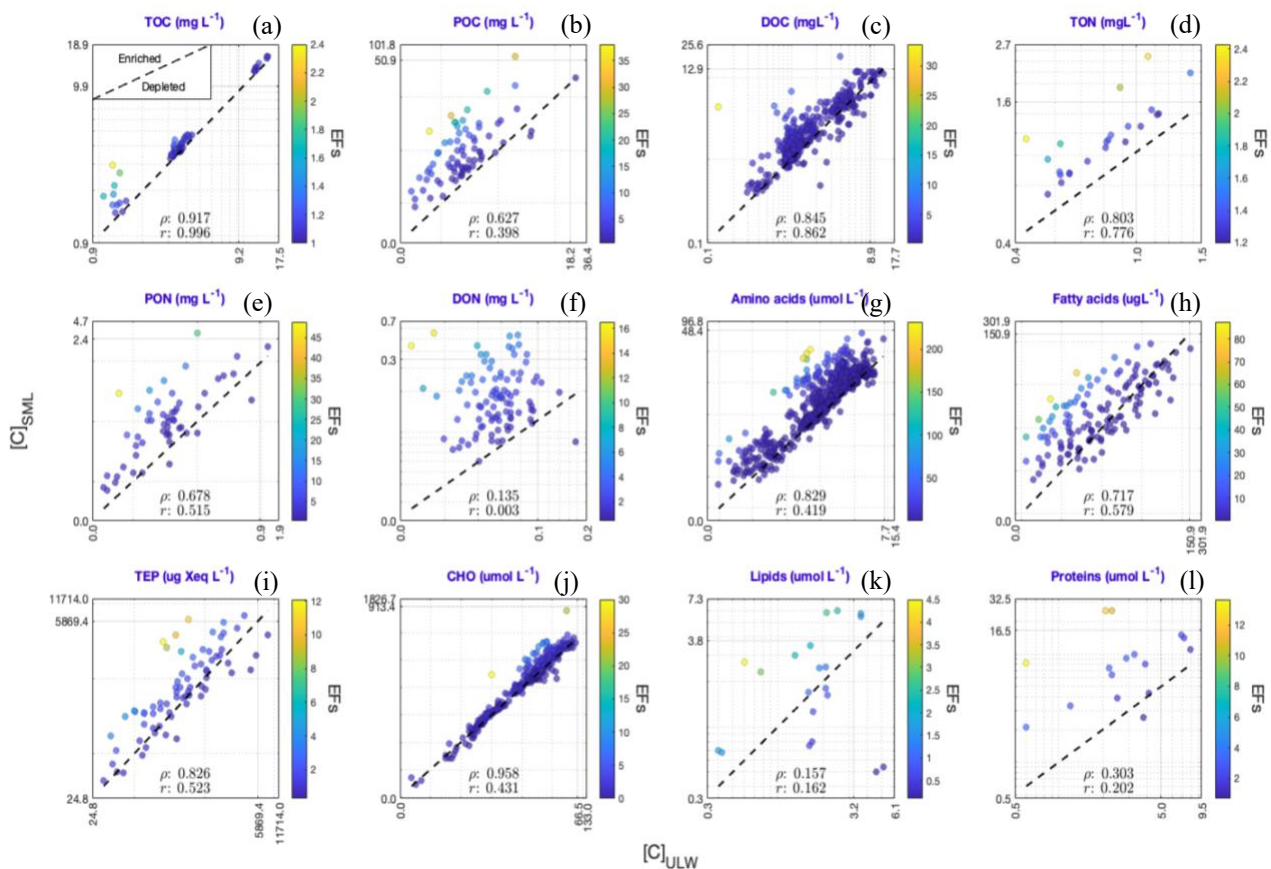 TOC (mg L-1) (a)
18.9
9.9
0.9
Enriched
Depleted
ρ: 0.917
r: 0.996
0.9 9.2 17.5
2.4
2.2
2
1.8
1.6
1.4
1.2
1
EFs
POC (mg L-1) (b)
101.8
50.9
0.0
ρ: 0.627
r: 0.398
0.0 18.2 36.4
35
30
25
20
15
10
5
EFs
DOC (mg L-1) (c)
25.6
12.9
0.1
ρ: 0.845
r: 0.862
0.1 8.9 17.7
30
25
20
15
10
5
EFs
TON (mgL-1) (d)
2.7
1.6
0.4
ρ: 0.803
r: 0.776
0.4 1.0 1.5
2.4
2.2
2
1.8
1.6
1.4
1.2
EFs
PON (mg L-1) (e)
4.7
2.4
0.0
ρ: 0.678
r: 0.515
0.0 0.9 1.9
45
40
35
30
25
20
15
10
5
EFs
DON (mg L-1) (f)
0.7
0.3
0.0
ρ: 0.135
r: 0.003
0.0 0.1 0.2
16
14
12
10
8
6
4
2
EFs
Amino acids (umol L-1) (g)
96.8
48.4
0.0
ρ: 0.829
r: 0.419
0.0 7.7 15.4
200
150
100
50
EFs
Fatty acids (ugL-1) (h)
301.9
150.9
0.0
ρ: 0.717
r: 0.579
0.0 150.9 301.9
80
70
60
50
40
30
20
10
EFs
[C]SML
TEP (ug Xeq L-1) (i)
11714.0
5869.4
24.8
ρ: 0.826
r: 0.523
24.8 5869.4 11714.0
12
10
8
6
4
2
EFs
CHO (umol L-1) (j)
1826.7
913.4
0.0
ρ: 0.958
r: 0.431
0.0 66.5 133.0
30
25
20
15
10
5
0
EFs
Lipids (umol L-1) (k)
7.3
3.8
0.3
ρ: 0.157
r: 0.162
0.3 3.2 6.1
4.5
4
3.5
3
2.5
2
1.5
1
0.5
EFs
Proteins (umol L-1) (l)
32.5
16.5
0.5
ρ: 0.303
r: 0.202
0.5 5.0 9.5
12
10
8
6
4
2
EFs
[C]ULW